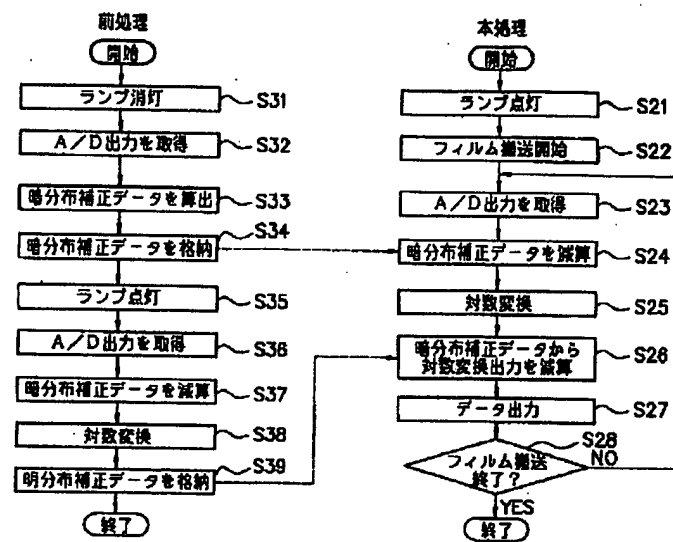 前処理
開始
ランプ消灯
S31
A/D出力を取得
S32
暗分布補正データを算出
S33
暗分布補正データを格納
S34
ランプ点灯
S35
A/D出力を取得
S36
暗分布補正データを減算
S37
対数変換
S38
明分布補正データを格納
S39
終了
本処理
開始
ランプ点灯
S21
フィルム搬送開始
S22
A/D出力を取得
S23
暗分布補正データを減算
S24
対数変換
S25
暗分布補正データから
対数変換出力を減算
S26
データ出力
S27
フィルム搬送
終了?
S28
NO
YES
終了